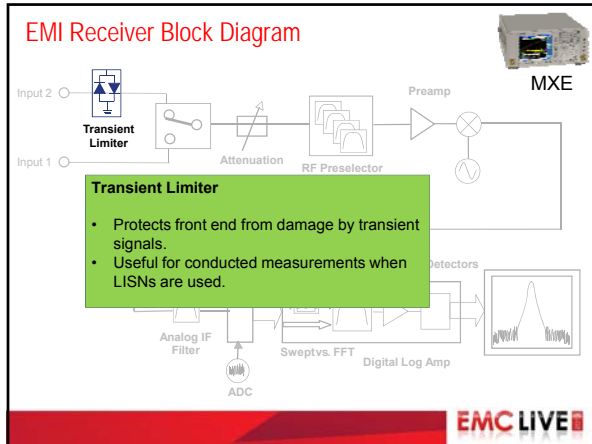 EMI Receiver Block Diagram
MXE
Input 2
Transient
Limiter
Input 1
Attenuation
RF Preselector
Preamp
Transient Limiter
• Protects front end from damage by transient
signals.
• Useful for conducted measurements when
LISNs are used.
Detectors
Analog IF
Filter
ADC
Sweptvs. FFT
Digital Log Amp
EMC LIVE